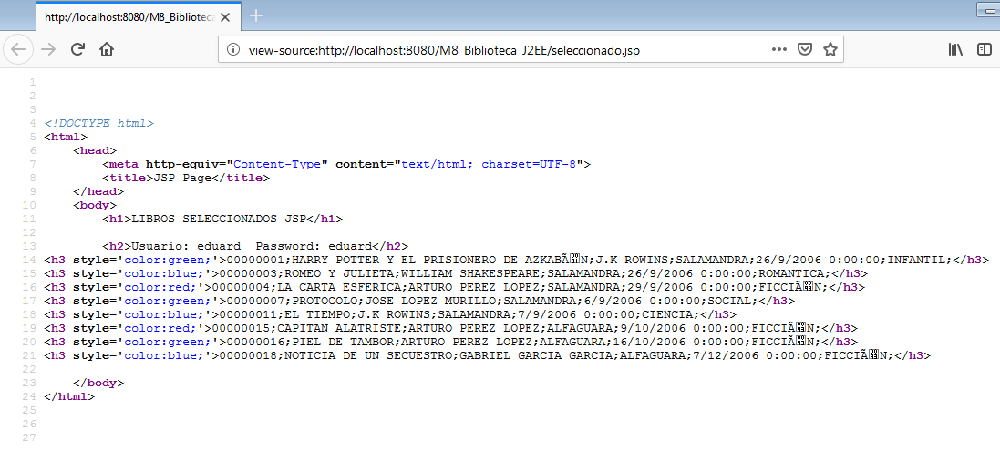 http://localhost:8080/M8_Bibliotec
view-source:http://localhost:8080/M8_Biblioteca_J2EE/seleccionado.jsp
1
2
3
4 <!DOCTYPE html>
5 <html>
6 <head>
7 <meta http-equiv="Content-Type" content="text/html; charset=UTF-8">
8 <title>JSP Page</title>
9 </head>
10 <body>
11 <h1>LIBROS SELECCIONADOS JSP</h1>
12
13 <h2>Usuario: eduard  Password: eduard</h2>
14 <h3 style='color:green;'>00000001;HARRY POTTER Y EL PRISIONERO DE AZKABÃN;J.K ROWINS;SALAMANDRA;26/9/2006 0:00:00;INFANTIL;</h3>
15 <h3 style='color:blue;'>00000003;ROMEO Y JULIETA;WILLIAM SHAKESPEARE;SALAMANDRA;26/9/2006 0:00:00;ROMANTICA;</h3>
16 <h3 style='color:red;'>00000004;LA CARTA ESFERICA;ARTURO PEREZ LOPEZ;SALAMANDRA;29/9/2006 0:00:00;FICCIÃN;</h3>
17 <h3 style='color:green;'>00000007;PROTOCOLO;JOSE LOPEZ MURILLO;SALAMANDRA;6/9/2006 0:00:00;SOCIAL;</h3>
18 <h3 style='color:blue;'>00000011;EL TIEMPO;J.K ROWINS;SALAMANDRA;7/9/2006 0:00:00;CIENCIA;</h3>
19 <h3 style='color:red;'>00000015;CAPITAN ALATRISTE;ARTURO PEREZ LOPEZ;ALFAGUARA;9/10/2006 0:00:00;FICCIÃN;</h3>
20 <h3 style='color:green;'>00000016;PIEL DE TAMBOR;ARTURO PEREZ LOPEZ;ALFAGUARA;16/10/2006 0:00:00;FICCIÃN;</h3>
21 <h3 style='color:blue;'>00000018;NOTICIA DE UN SECUESTRO;GABRIEL GARCIA GARCIA;ALFAGUARA;7/12/2006 0:00:00;FICCIÃN;</h3>
22
23 </body>
24 </html>
25
26
27